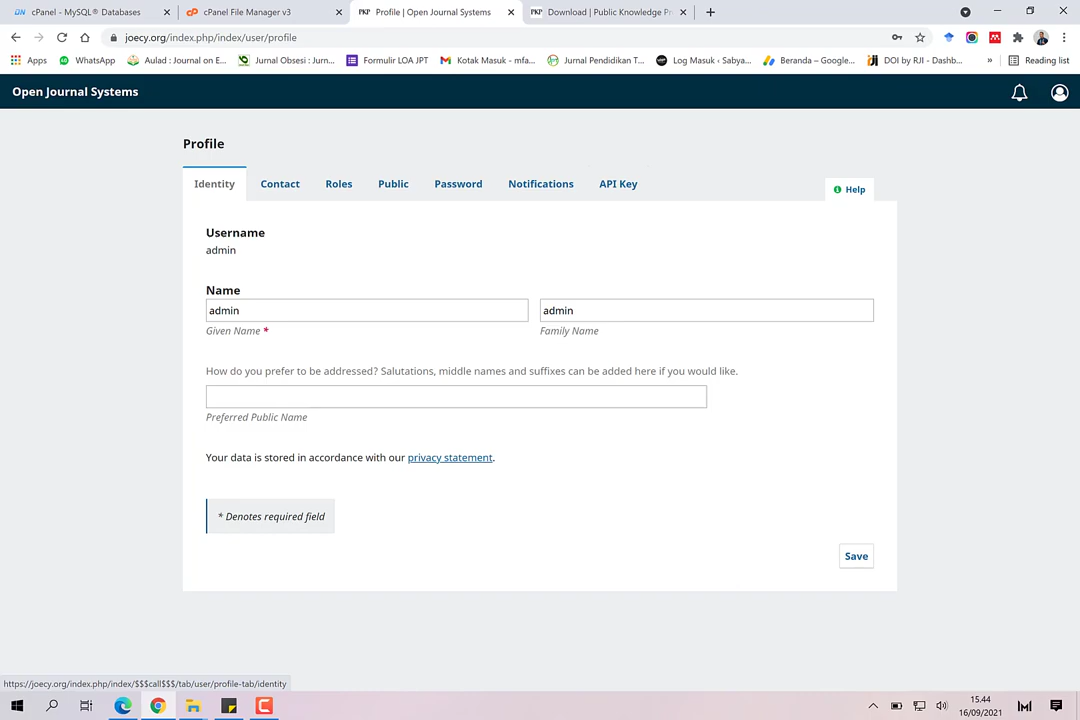 cPanel - MySQL® Databases
cPanel File Manager v3
Profile | Open Journal Systems
Download | Public Knowledge Pr
joecy.org/index.php/index/user/profile
Apps
WhatsApp
Aulad : Journal on E...
Jurnal Obsesi : Jurn...
Formulir LOA JPT
Kotak Masuk - mfa...
Jurnal Pendidikan T...
Log Masuk ‹ Sabya...
Beranda – Google...
DOI by RJI - Dashb...
»
Reading list
Open Journal Systems
Profile
Identity
Contact
Roles
Public
Password
Notifications
API Key
Help
Username
admin
Name
admin
admin
Given Name *
Family Name
How do you prefer to be addressed? Salutations, middle names and suffixes can be added here if you would like.
Preferred Public Name
Your data is stored in accordance with our privacy statement.
* Denotes required field
Save
https://joecy.org/index.php/index/$$$call$$$/tab/user/profile-tab/identity
15.44
16/09/2021